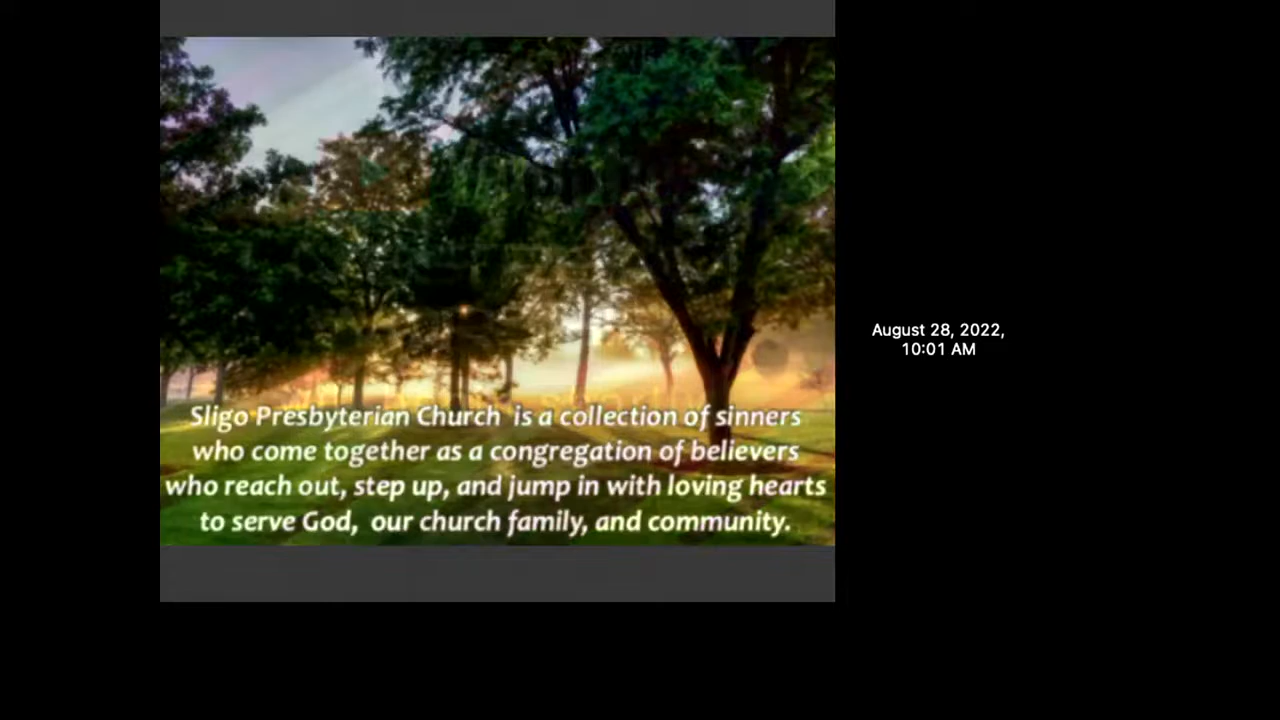 Sligo Presbyterian Church is a collection of sinners
who come together as a congregation of believers
who reach out, step up, and jump in with loving hearts
to serve God, our church family, and community.
August 28, 2022,
10:01 AM